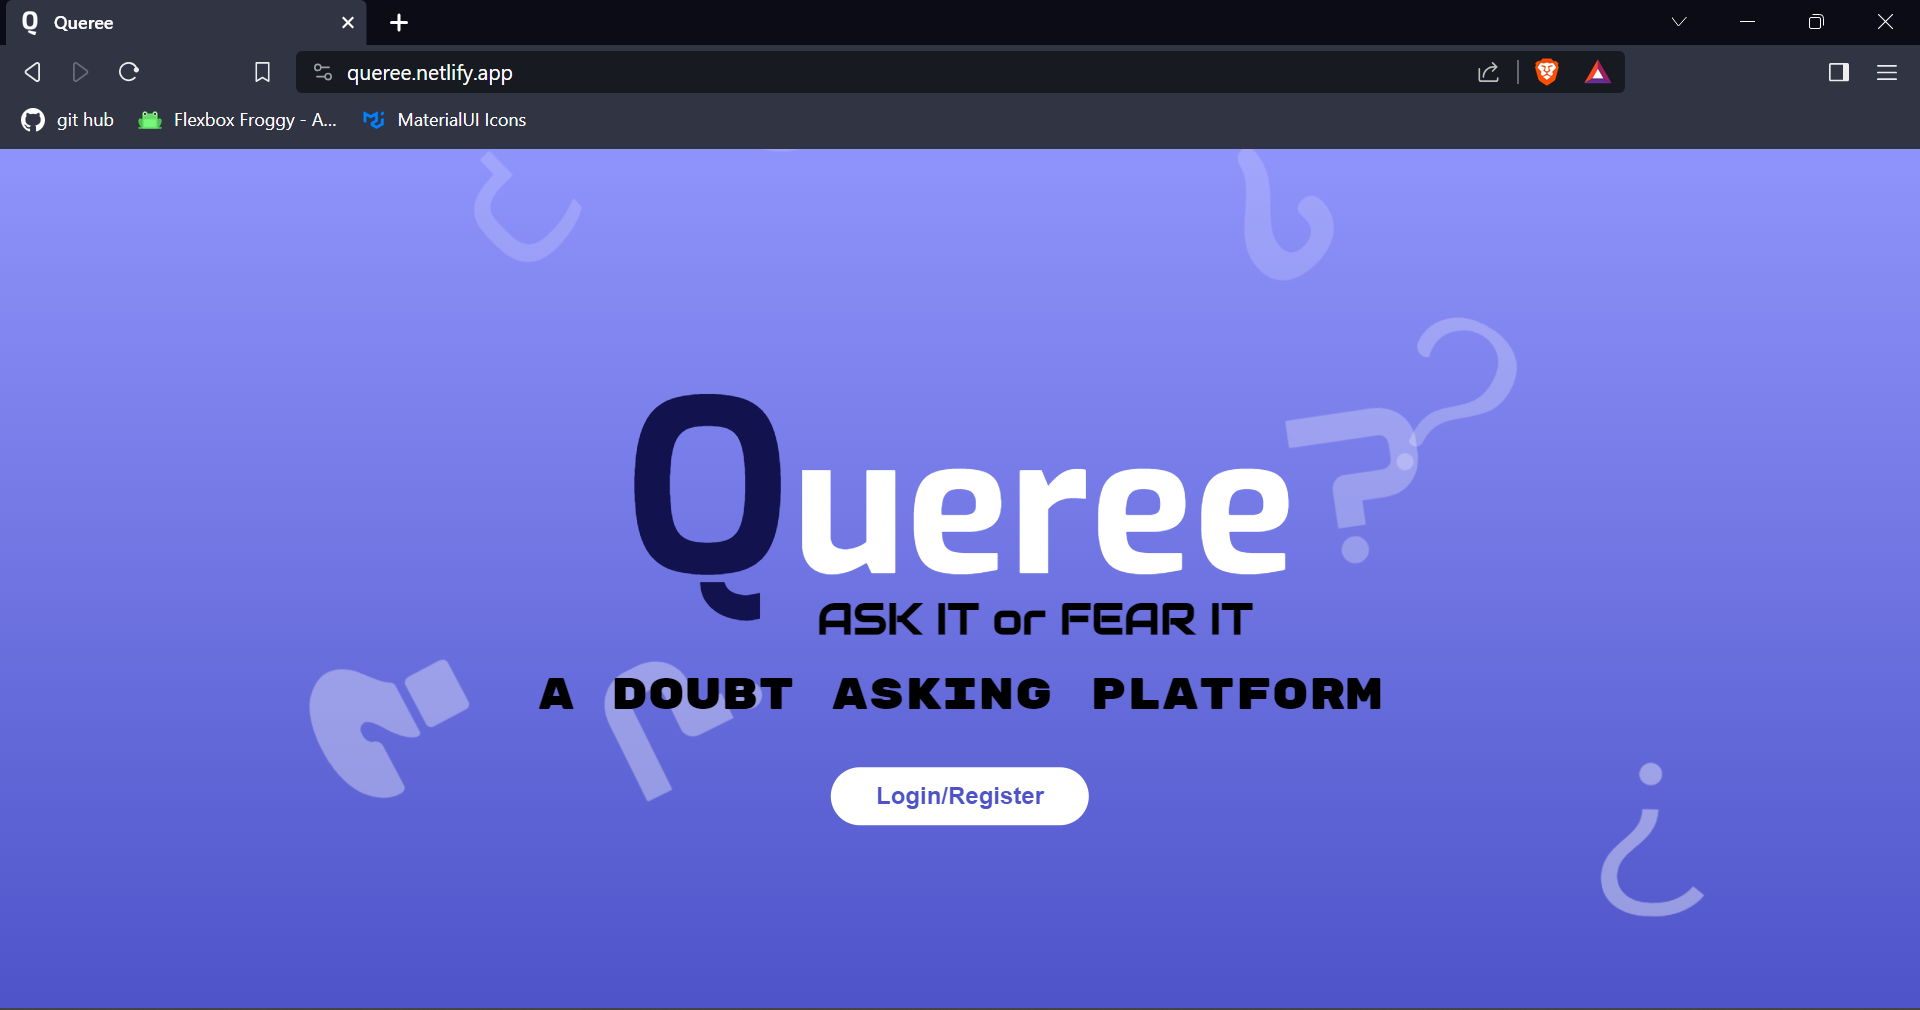 Queree
queree.netlify.app
git hub
Flexbox Froggy - A...
MaterialUI Icons
Queree
ASK IT or FEAR IT
A DOUBT ASKING PLATFORM
Login/Register